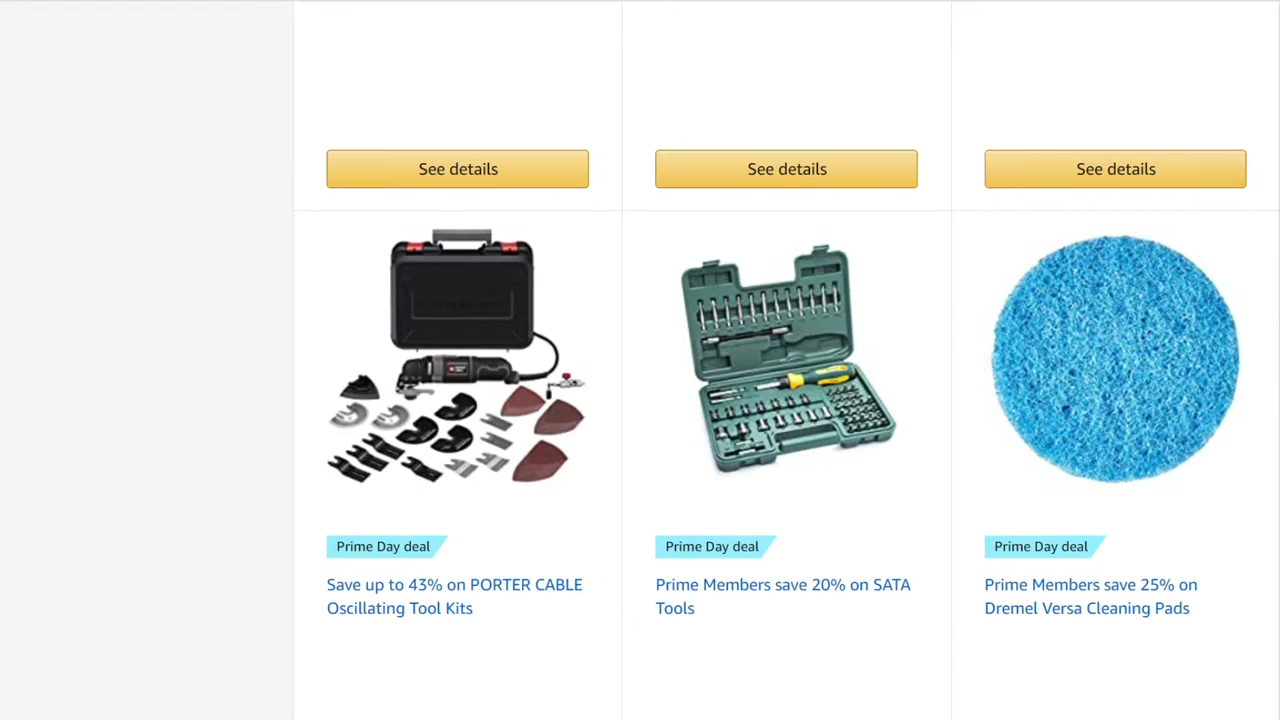 See details
See details
See details
Prime Day deal
Prime Day deal
Prime Day deal
Save up to 43% on PORTER CABLE
Oscillating Tool Kits
Prime Members save 20% on SATA
Tools
Prime Members save 25% on
Dremel Versa Cleaning Pads